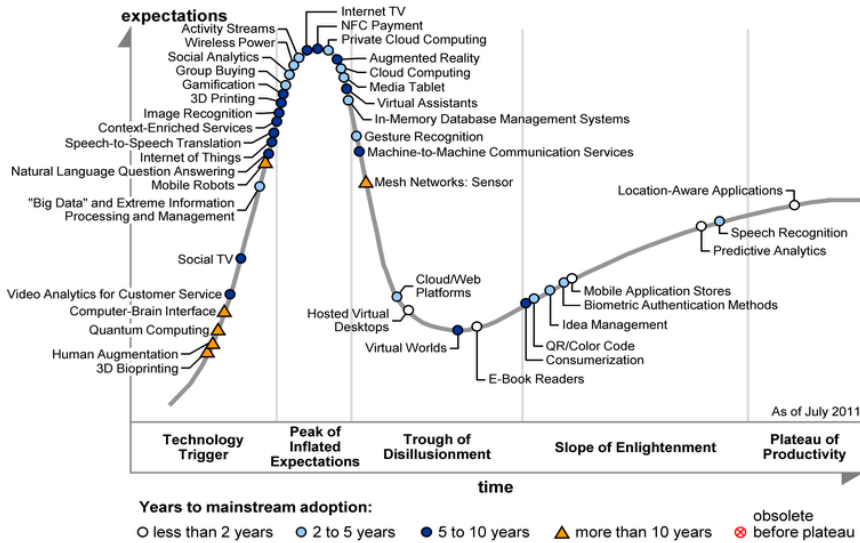 expectations
Activity Streams
Wireless Power
Social Analytics
Group Buying
Gamification
3D Printing
Image Recognition
Context-Enriched Services
Speech-to-Speech Translation
Internet of Things
Natural Language Question Answering
Mobile Robots
"Big Data" and Extreme Information
Processing and Management
Social TV
Video Analytics for Customer Service
Computer-Brain Interface
Quantum Computing
Human Augmentation
3D Bioprinting
Internet TV
NFC Payment
Private Cloud Computing
Augmented Reality
Cloud Computing
Media Tablet
Virtual Assistants
In-Memory Database Management Systems
Gesture Recognition
Machine-to-Machine Communication Services
Mesh Networks: Sensor
Cloud/Web
Platforms
Hosted Virtual
Desktops
Virtual Worlds
E-Book Readers
Consumerization
QR/Color Code
Idea Management
Biometric Authentication Methods
Mobile Application Stores
Predictive Analytics
Speech Recognition
Location-Aware Applications
As of July 2011
Technology
Trigger
Peak of
Inflated
Expectations
Trough of
Disillusionment
Slope of Enlightenment
Plateau of
Productivity
time
Years to mainstream adoption:
less than 2 years
2 to 5 years
5 to 10 years
more than 10 years
obsolete
before plateau